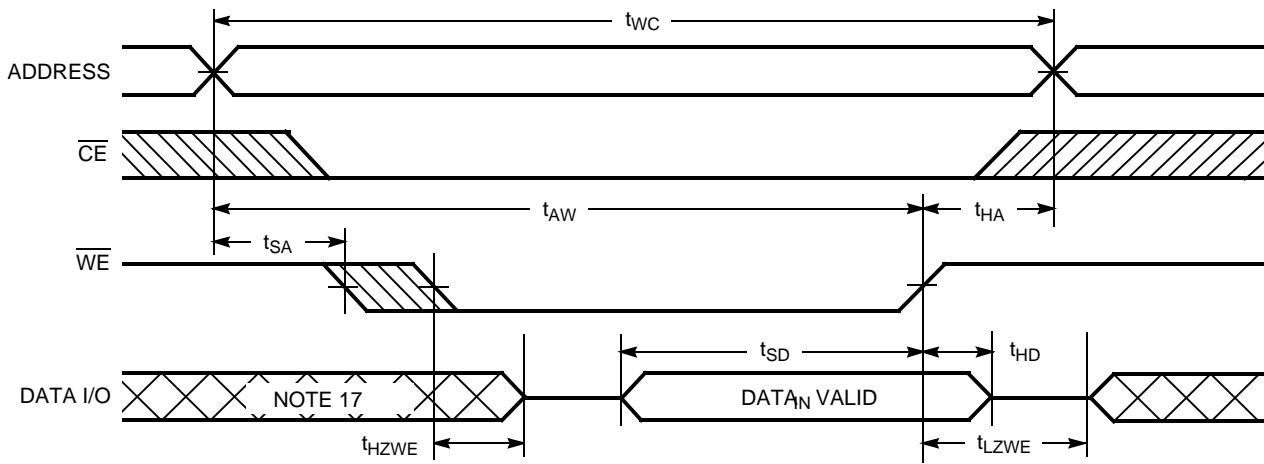 tWC
ADDRESS
CE
tAW
tHA
tSA
WE
tSD
tHD
DATA I/O
NOTE 17
DATAIN VALID
tHZWE
tLZWE